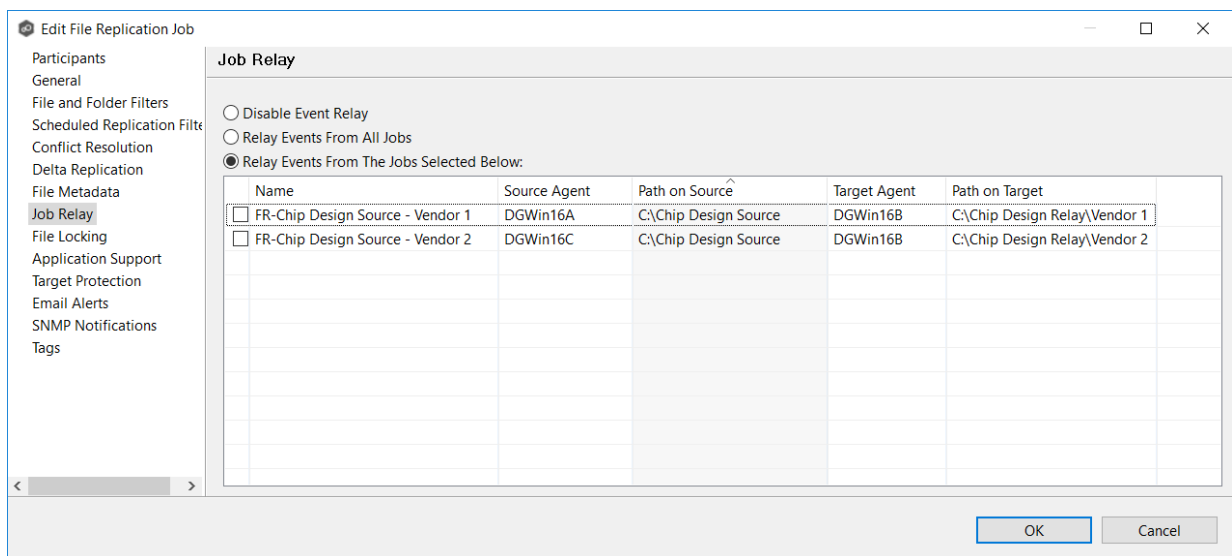 Edit File Replication Job
Participants
General
File and Folder Filters
Scheduled Replication Filte
Conflict Resolution
Delta Replication
File Metadata
Job Relay
File Locking
Application Support
Target Protection
Email Alerts
SNMP Notifications
Tags
Job Relay
Disable Event Relay
Relay Events From All Jobs
Relay Events From The Jobs Selected Below:
Name Source Agent Path on Source Target Agent Path on Target
FR-Chip Design Source - Vendor 1 DGWin16A C:\Chip Design Source DGWin16B C:\Chip Design Relay\Vendor 1
FR-Chip Design Source - Vendor 2 DGWin16C C:\Chip Design Source DGWin16B C:\Chip Design Relay\Vendor 2
OK Cancel